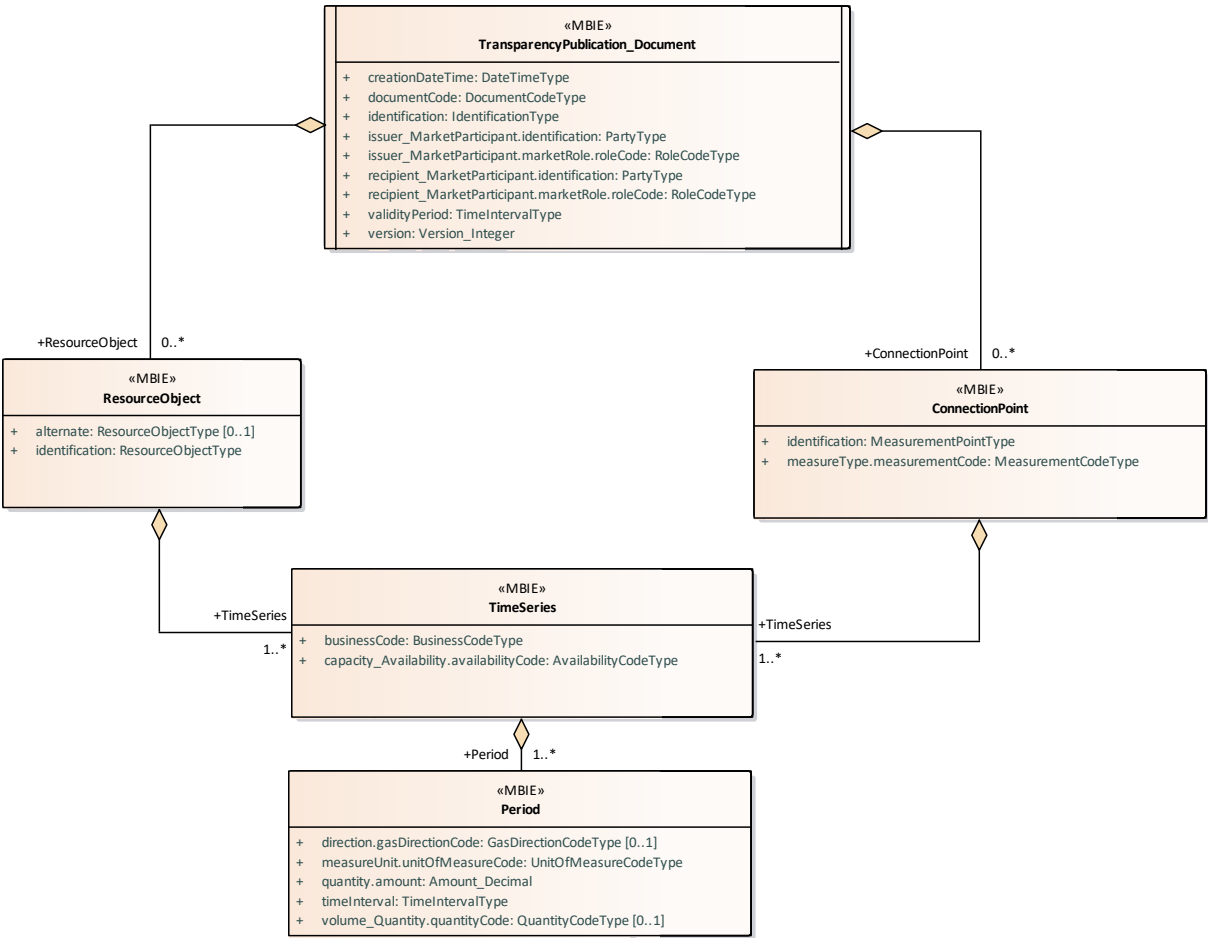 «MBIE»
TransparencyPublication_Document
+ creationDateTime: DateTimeType
+ documentCode: DocumentCodeType
+ identification: IdentificationType
+ issuer_MarketParticipant.identification: PartyType
+ issuer_MarketParticipant.marketRole.roleCode: RoleCodeType
+ recipient_MarketParticipant.identification: PartyType
+ recipient_MarketParticipant.marketRole.roleCode: RoleCodeType
+ validityPeriod: TimeIntervalType
+ version: Version_Integer
+ResourceObject 0..*
+ConnectionPoint 0..*
«MBIE»
ResourceObject
+ alternate: ResourceObjectType [0..1]
+ identification: ResourceObjectType
«MBIE»
ConnectionPoint
+ identification: MeasurementPointType
+ measureType.measurementCode: MeasurementCodeType
+TimeSeries
1..*
«MBIE»
TimeSeries
+ businessCode: BusinessCodeType
+ capacity_Availability.availabilityCode: AvailabilityCodeType
+TimeSeries
1..*
+Period 1..*
«MBIE»
Period
+ direction.gasDirectionCode: GasDirectionCodeType [0..1]
+ measureUnit.unitOfMeasureCode: UnitOfMeasureCodeType
+ quantity.amount: Amount_Decimal
+ timeInterval: TimeIntervalType
+ volume_Quantity.quantityCode: QuantityCodeType [0..1]